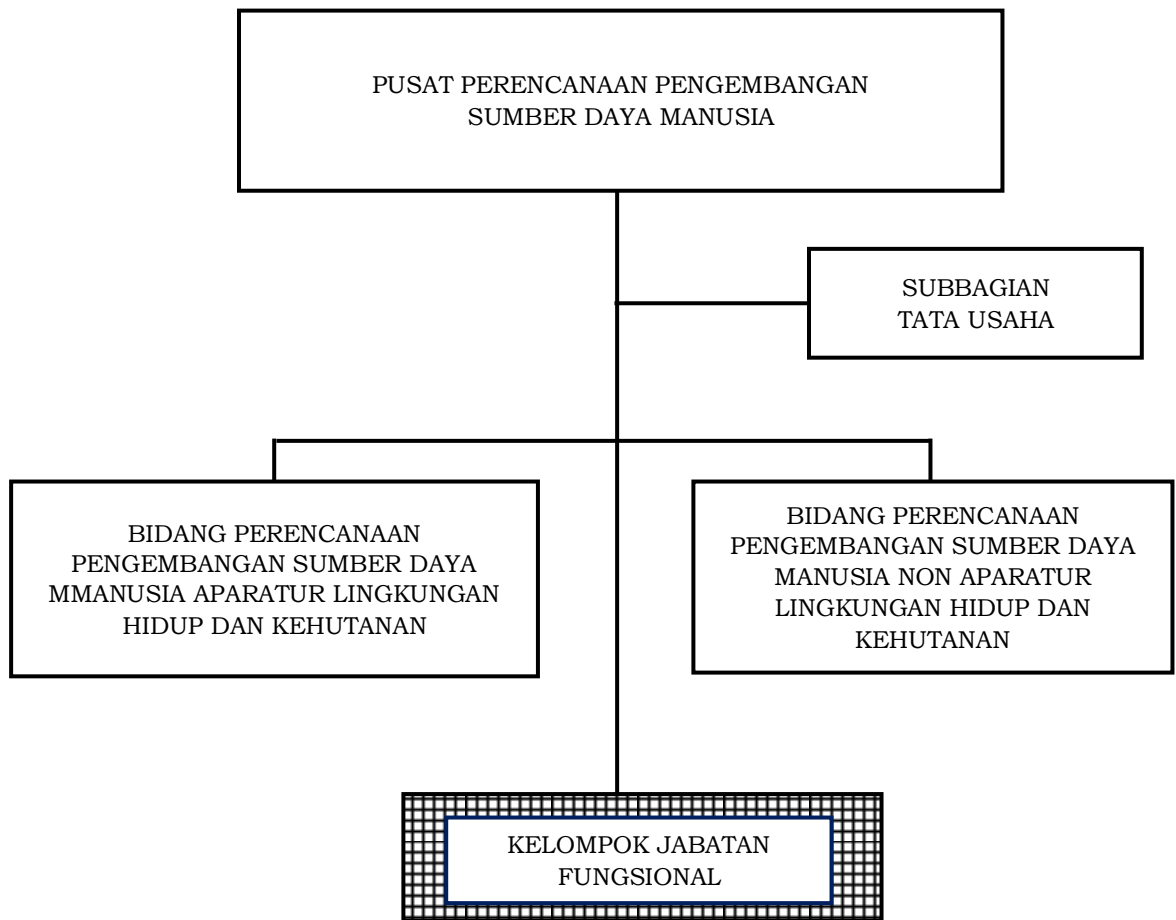 PUSAT PERENCANAAN PENGEMBANGAN
SUMBER DAYA MANUSIA
SUBBAGIAN
TATA USAHA
BIDANG PERENCANAAN
PENGEMBANGAN SUMBER DAYA
MMANUSIA APARATUR LINGKUNGAN
HIDUP DAN KEHUTANAN
BIDANG PERENCANAAN
PENGEMBANGAN SUMBER DAYA
MANUSIA NON APARATUR
LINGKUNGAN HIDUP DAN
KEHUTANAN
KELOMPOK JABATAN
FUNGSIONAL